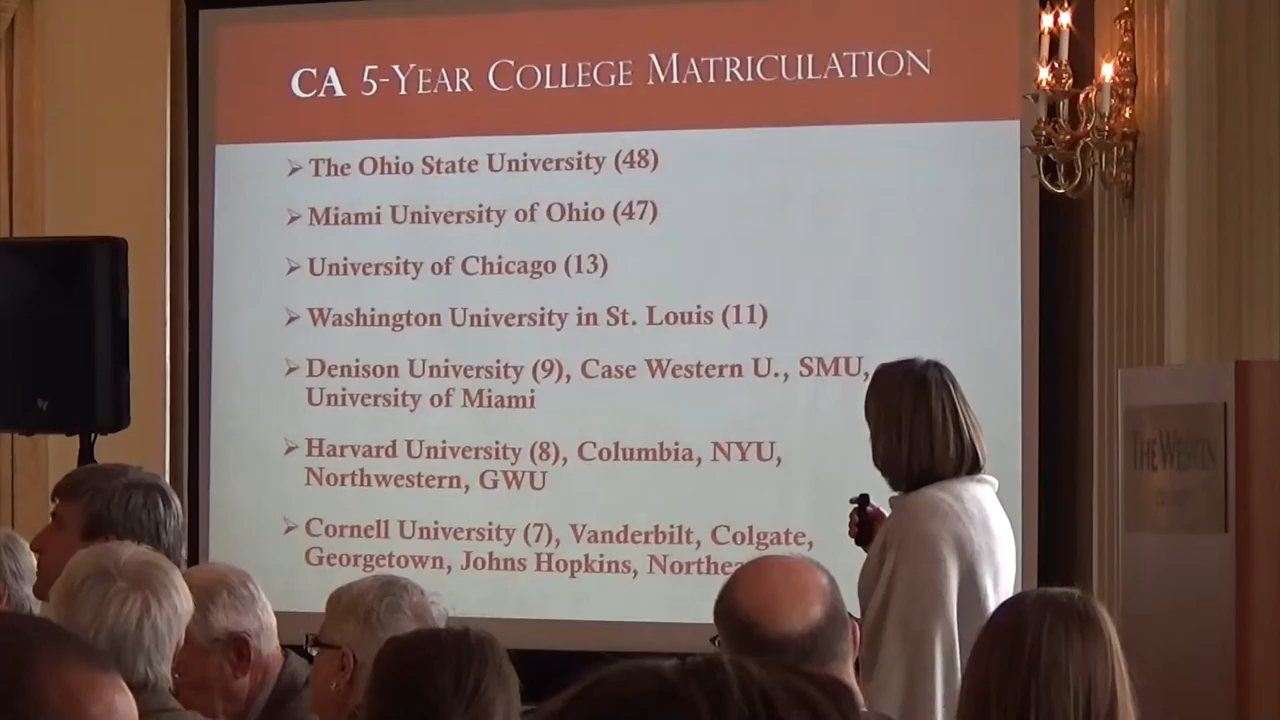 CA 5-YEAR COLLEGE MATRICULATION
➢ The Ohio State University (48)
➢ Miami University of Ohio (47)
➢ University of Chicago (13)
➢ Washington University in St. Louis (11)
➢ Denison University (9), Case Western U., SMU,
University of Miami
➢ Harvard University (8), Columbia, NYU,
Northwestern, GWU
➢ Cornell University (7), Vanderbilt, Colgate,
Georgetown, Johns Hopkins,
THE WESTIN